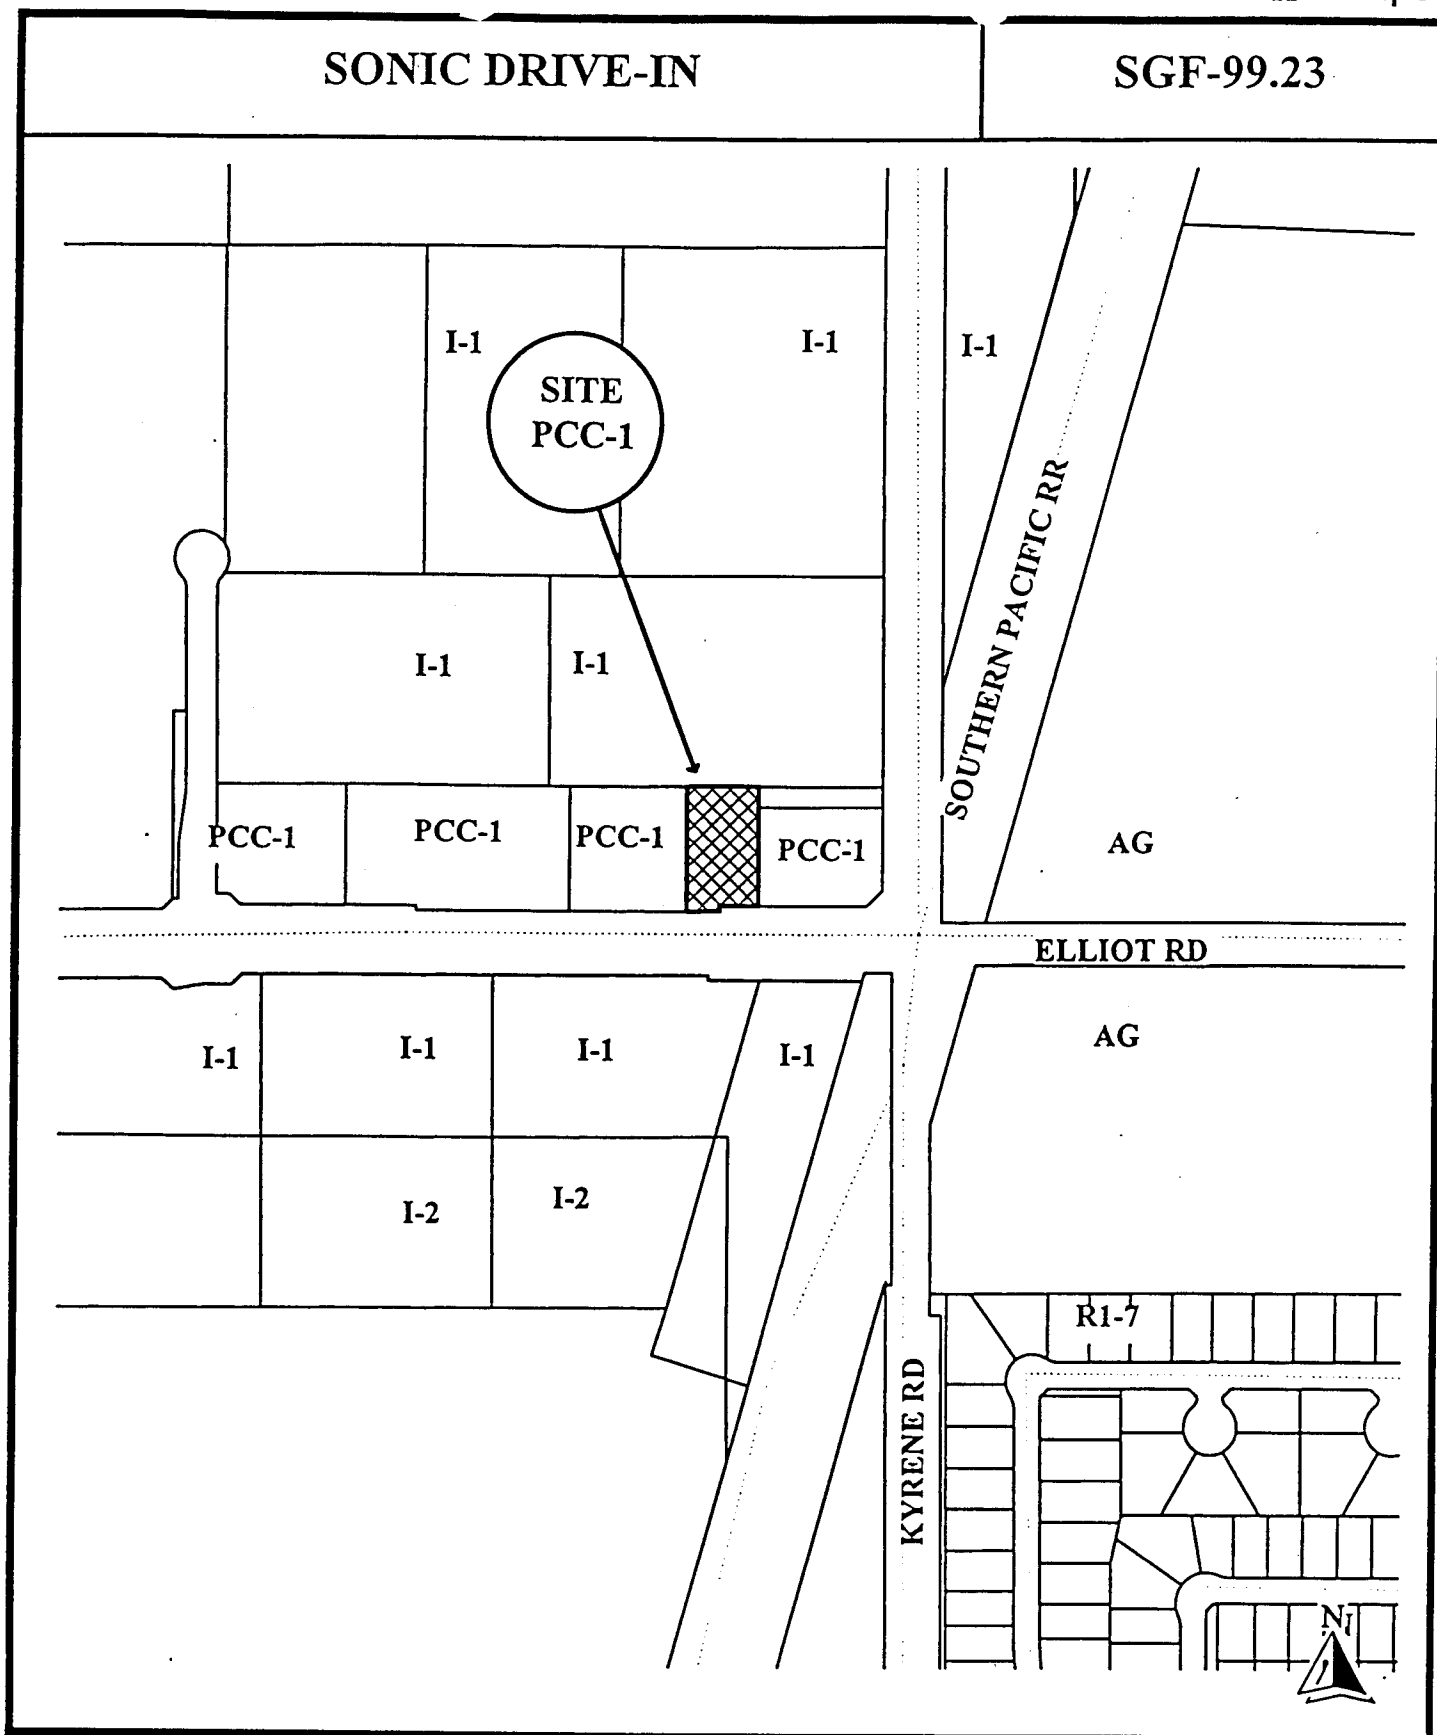 SONIC DRIVE-IN
SGF-99.23
I-1
I-1
I-1
SITE
PCC-1
SOUTHERN PACIFIC RR
I-1
I-1
PCC-1
PCC-1
PCC-1
PCC-1
AG
ELLIOT RD
I-1
I-1
I-1
I-1
AG
I-2
I-2
R1-7
KYRENE RD
N